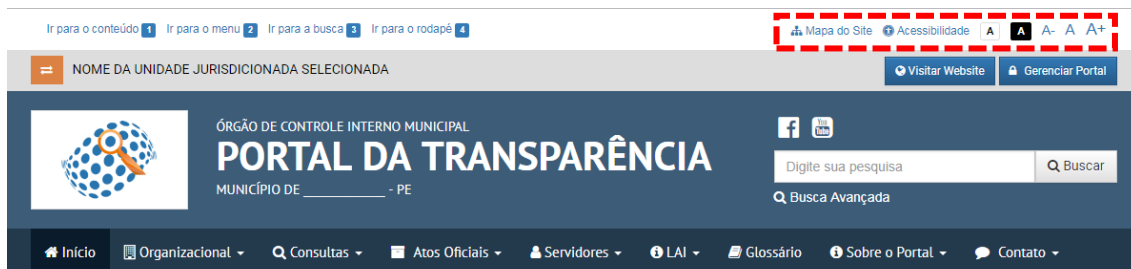 Ir para o conteúdo 1 Ir para o menu 2 Ir para a busca 3 Ir para o rodapé 4
Mapa do Site Acessibilidade A A A- A A+
NOME DA UNIDADE JURISDICIONADA SELECIONADA
Visitar Website Gerenciar Portal
ÓRGÃO DE CONTROLE INTERNO MUNICIPAL
PORTAL DA TRANSPARÊNCIA
MUNICÍPIO DE ____________ - PE
f You Tube
Digite sua pesquisa Buscar
Busca Avançada
Início Organizacional Consultas Atos Oficiais Servidores LAI Glossário Sobre o Portal Contato